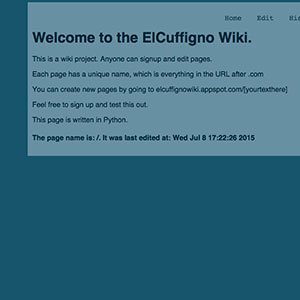 Home Edit
Welcome to the ElCuffigno Wiki.
This is a wiki project. Anyone can signup and edit pages.
Each page has a unique name, which is everything in the URL after .com
You can create new pages by going to elcuffignowiki.appspot.com/[yourtexthere]
Feel free to sign up and test this out.
This page is written in Python.
The page name is: /. It was last edited at: Wed Jul 8 17:22:26 2015